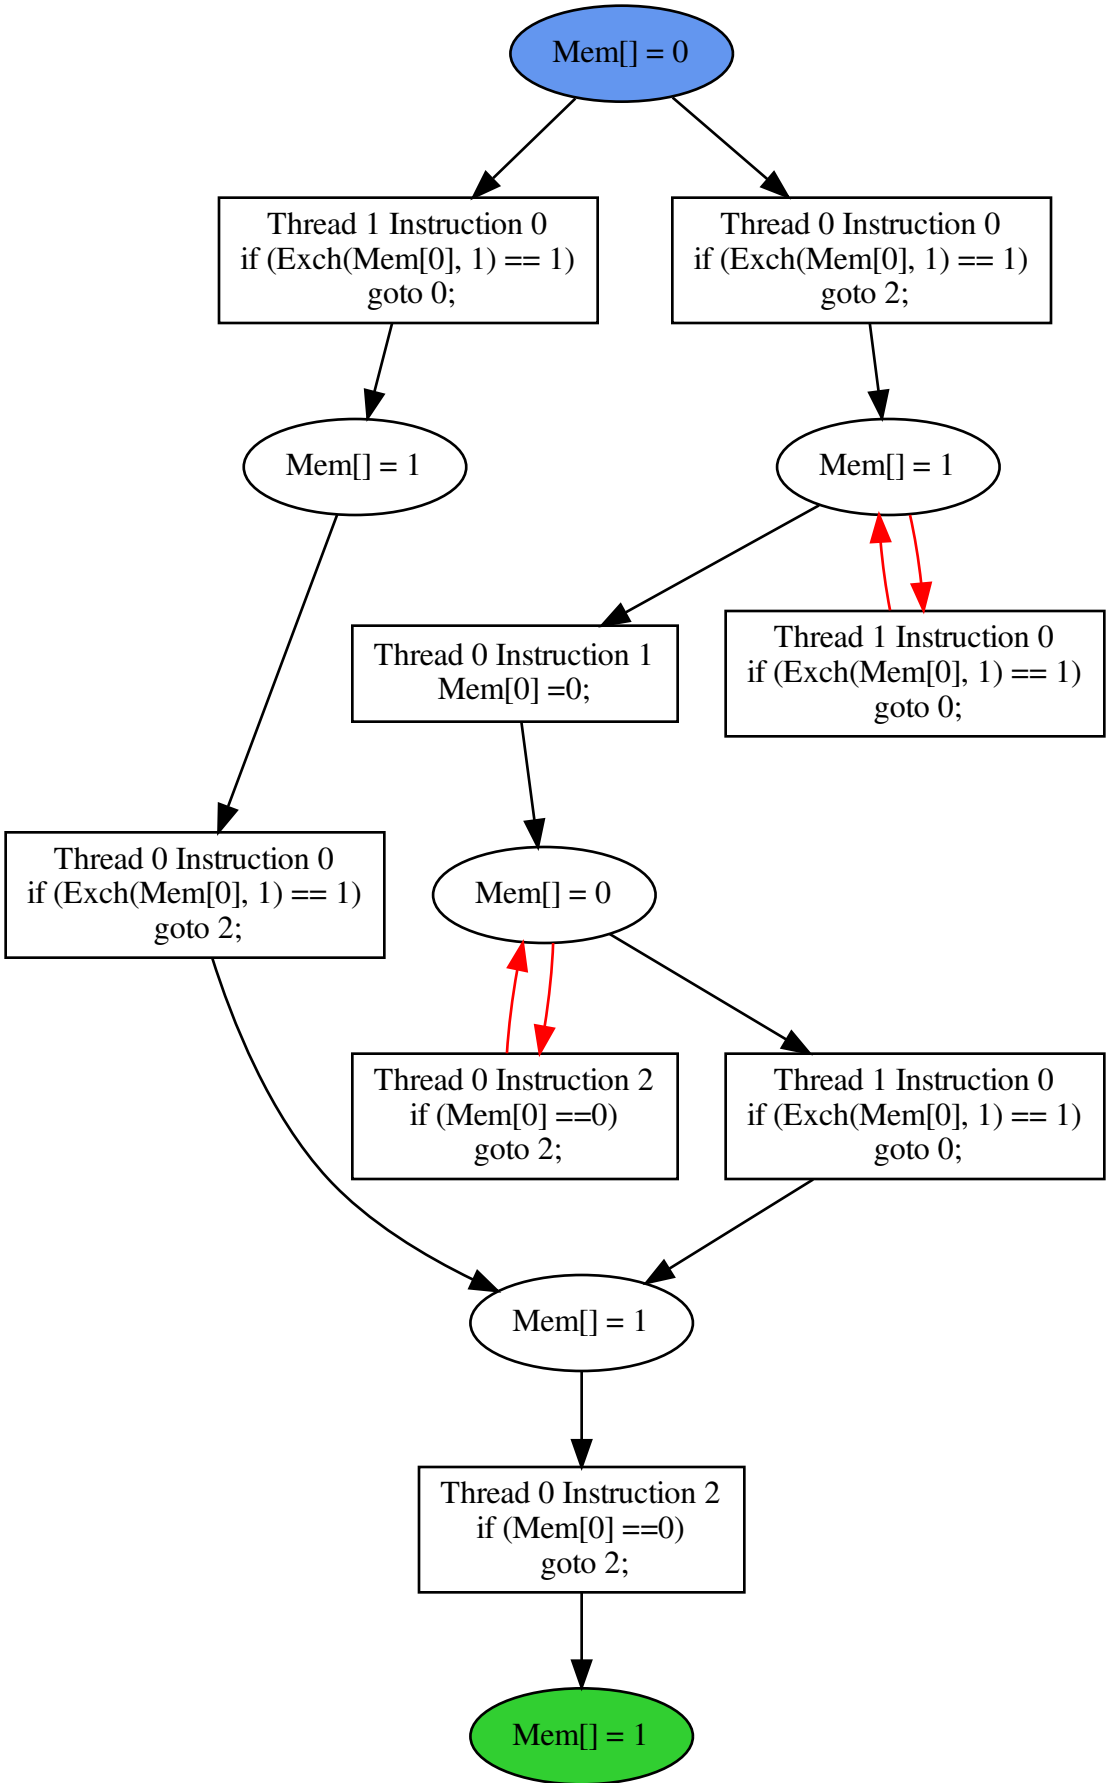 Mem[] = 0
Thread 1 Instruction 0
if (Exch(Mem[0], 1) == 1)
goto 0;
Thread 0 Instruction 0
if (Exch(Mem[0], 1) == 1)
goto 2;
Mem[] = 1
Mem[] = 1
Thread 0 Instruction 1
Mem[0] =0;
Thread 1 Instruction 0
if (Exch(Mem[0], 1) == 1)
goto 0;
Thread 0 Instruction 0
if (Exch(Mem[0], 1) == 1)
goto 2;
Mem[] = 0
Thread 0 Instruction 2
if (Mem[0] ==0)
goto 2;
Thread 1 Instruction 0
if (Exch(Mem[0], 1) == 1)
goto 0;
Mem[] = 1
Thread 0 Instruction 2
if (Mem[0] ==0)
goto 2;
Mem[] = 1